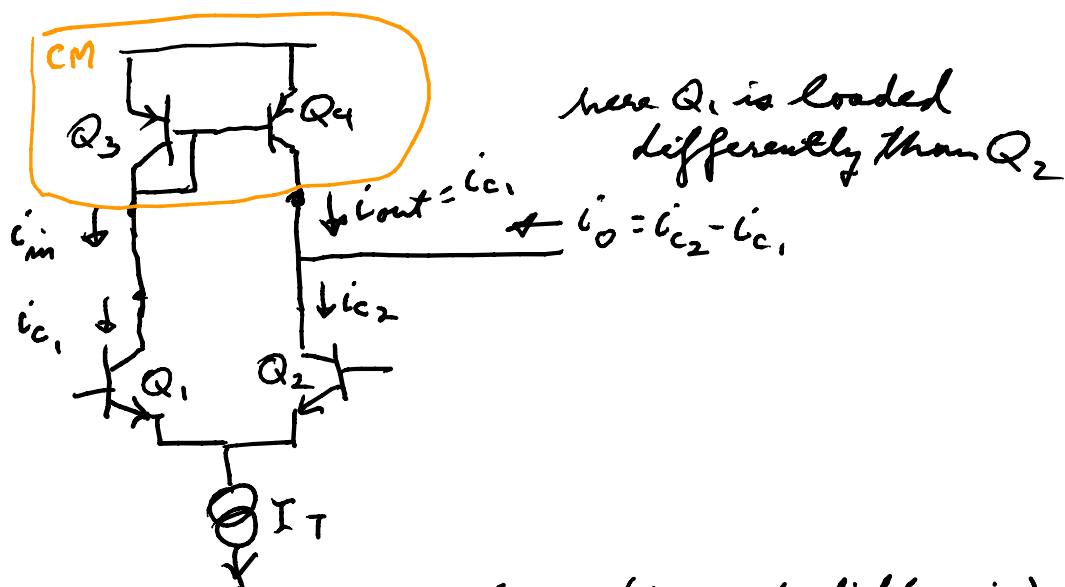 CM
Q3
Q4
here Q1 is loaded
differently than Q2
iin
iout = ic1
io = ic2 - ic1
ic1
ic2
Q1
Q2
IT